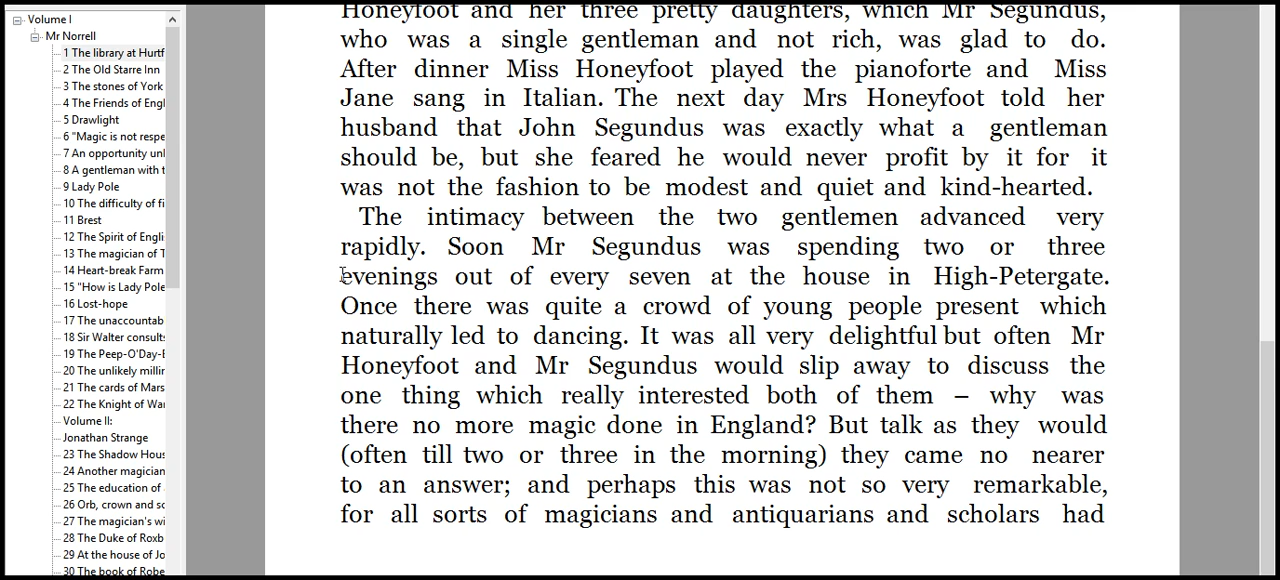 Volume I
Mr Norrell
1 The library at Hurtf
2 The Old Starre Inn
3 The stones of York
4 The Friends of Engl
5 Drawlight
6 "Magic is not respe
7 An opportunity unl
8 A gentleman with t
9 Lady Pole
10 The difficulty of fi
11 Brest
12 The Spirit of Engli
13 The magician of T
14 Heart-break Farm
15 "How is Lady Pole
16 Lost-hope
17 The unaccountab
18 Sir Walter consults
19 The Peep-O'Day-B
20 The unlikely millin
21 The cards of Mars
22 The Knight of Wan
Volume II:
Jonathan Strange
23 The Shadow Hous
24 Another magician
25 The education of
26 Orb, crown and sc
27 The magician's wi
28 The Duke of Roxb
29 At the house of Jo
30 The book of Robe
Honeyfoot and her three pretty daughters, which Mr Segundus,
who was a single gentleman and not rich, was glad to do.
After dinner Miss Honeyfoot played the pianoforte and Miss
Jane sang in Italian. The next day Mrs Honeyfoot told her
husband that John Segundus was exactly what a gentleman
should be, but she feared he would never profit by it for it
was not the fashion to be modest and quiet and kind-hearted.
The intimacy between the two gentlemen advanced very
rapidly. Soon Mr Segundus was spending two or three
evenings out of every seven at the house in High-Petergate.
Once there was quite a crowd of young people present which
naturally led to dancing. It was all very delightful but often Mr
Honeyfoot and Mr Segundus would slip away to discuss the
one thing which really interested both of them – why was
there no more magic done in England? But talk as they would
(often till two or three in the morning) they came no nearer
to an answer; and perhaps this was not so very remarkable,
for all sorts of magicians and antiquarians and scholars had